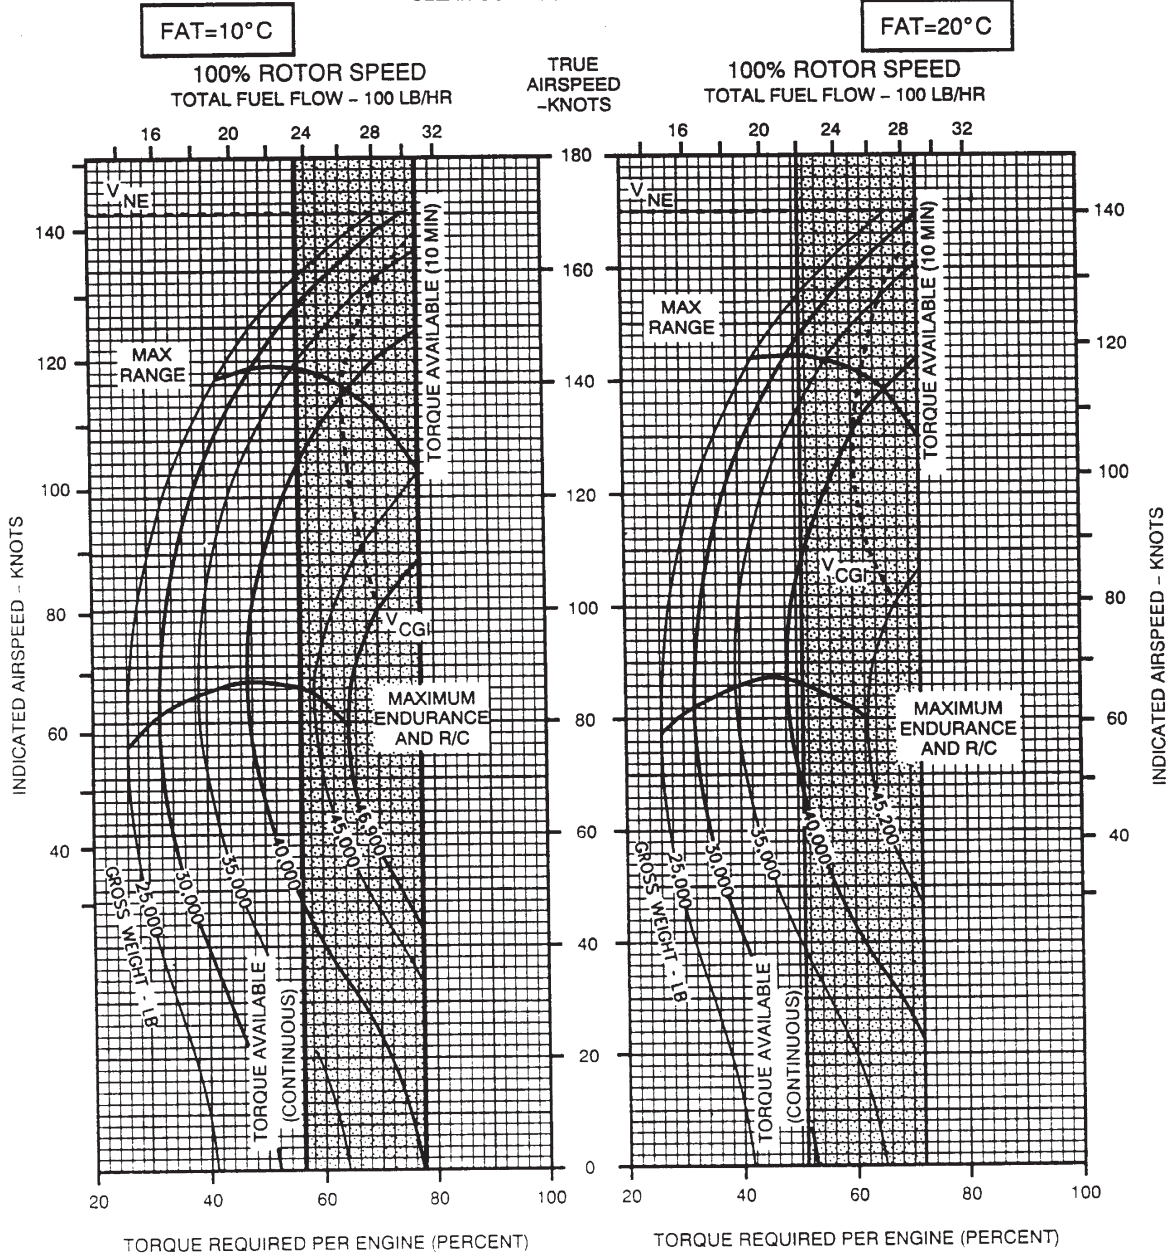 FAT=10°C
FAT=20°C
100% ROTOR SPEED
TOTAL FUEL FLOW – 100 LB/HR
TRUE
AIRSPEED
–KNOTS
100% ROTOR SPEED
TOTAL FUEL FLOW – 100 LB/HR
16 20 24 28 32
16 20 24 28 32
180
160
140
120
100
80
60
40
20
0
VNE
MAX
RANGE
TORQUE AVAILABLE (10 MIN)
VCGI
MAXIMUM
ENDURANCE
AND R/C
GROSS WEIGHT - LB
25,000
30,000
35,000
40,000
45,000
46,900
TORQUE AVAILABLE
(CONTINUOUS)
INDICATED AIRSPEED – KNOTS
140
120
100
80
60
40
20 40 60 80 100
TORQUE REQUIRED PER ENGINE (PERCENT)
VNE
MAX
RANGE
TORQUE AVAILABLE (10 MIN)
VCGI
MAXIMUM
ENDURANCE
AND R/C
GROSS WEIGHT - LB
25,000
30,000
35,000
40,000
45,200
TORQUE AVAILABLE
(CONTINUOUS)
140
120
100
80
60
40
INDICATED AIRSPEED – KNOTS
20 40 60 80 100
TORQUE REQUIRED PER ENGINE (PERCENT)